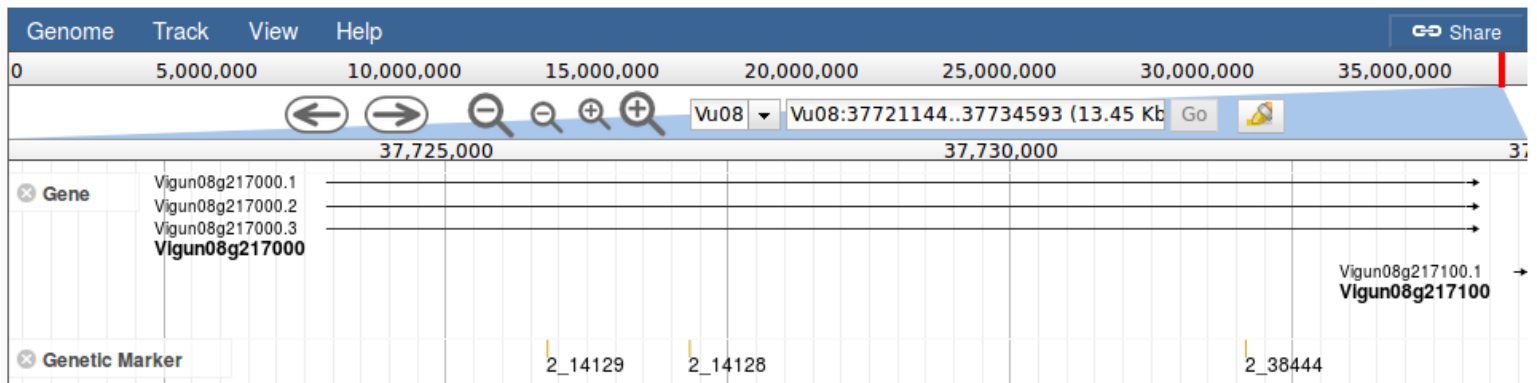 Genome Track View Help Share
0 5,000,000 10,000,000 15,000,000 20,000,000 25,000,000 30,000,000 35,000,000
Vu08 Vu08:37721144..37734593 (13.45 Kb Go
37,725,000 37,730,000 37
Gene
Vigun08g217000.1
Vigun08g217000.2
Vigun08g217000.3
Vigun08g217000
Vigun08g217100.1
Vigun08g217100
Genetic Marker
2_14129 2_14128 2_38444